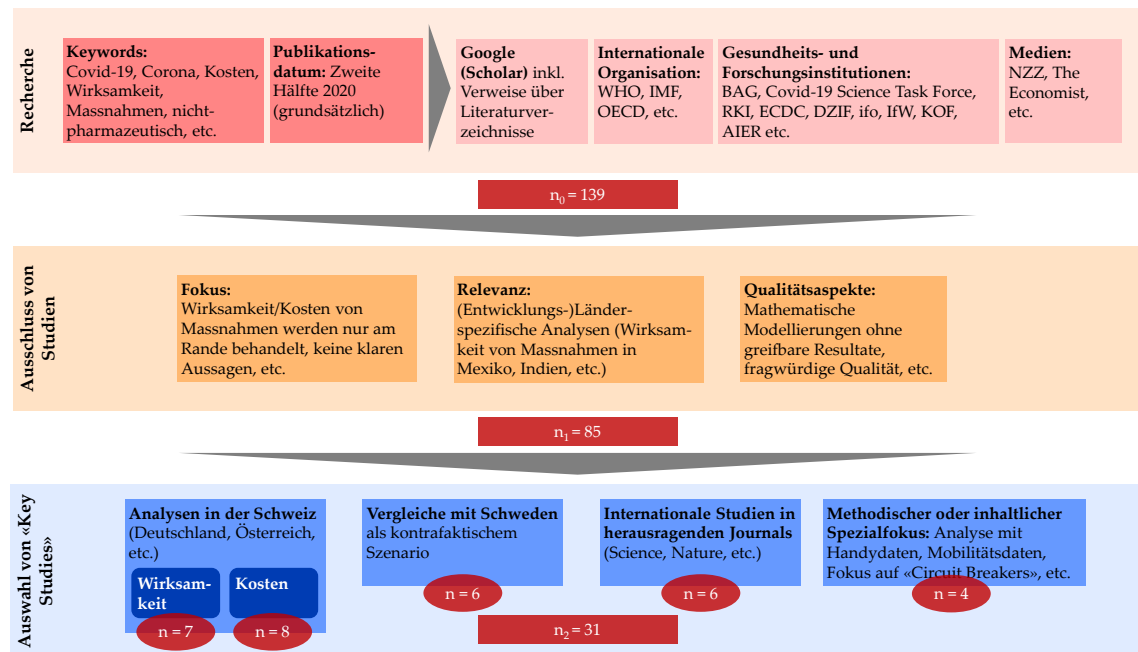 Recherche
Keywords:
Covid-19, Corona, Kosten,
Wirksamkeit,
Massnahmen, nicht-
pharmazeutisch, etc.
Publikations-
datum: Zweite
Hälfte 2020
(grundsätzlich)
Google
(Scholar) inkl.
Verweise über
Literaturver-
zeichnisse
Internationale
Organisation:
WHO, IMF,
OECD, etc.
Gesundheits- und
Forschungsinstitutionen:
BAG, Covid-19 Science Task Force,
RKI, ECDC, DZIF, ifo, IfW, KOF,
AIER etc.
Medien:
NZZ, The
Economist,
etc.
n₀ = 139
Ausschluss von
Studien
Fokus:
Wirksamkeit/Kosten von
Massnahmen werden nur am
Rande behandelt, keine klaren
Aussagen, etc.
Relevanz:
(Entwicklungs-)Länder-
spezifische Analysen (Wirksam-
keit von Massnahmen in
Mexiko, Indien, etc.)
Qualitätsaspekte:
Mathematische
Modellierungen ohne
greifbare Resultate,
fragwürdige Qualität, etc.
n₁ = 85
Auswahl von «Key
Studies»
Analysen in der Schweiz
(Deutschland, Österreich,
etc.)
Wirksam-
keit
n = 7
Kosten
n = 8
Vergleiche mit Schweden
als kontrafaktischem
Szenario
n = 6
Internationale Studien in
herausragenden Journals
(Science, Nature, etc.)
n = 6
Methodischer oder inhaltlicher
Spezialfokus: Analyse mit
Handydaten, Mobilitätsdaten,
Fokus auf «Circuit Breakers», etc.
n = 4
n₂ = 31